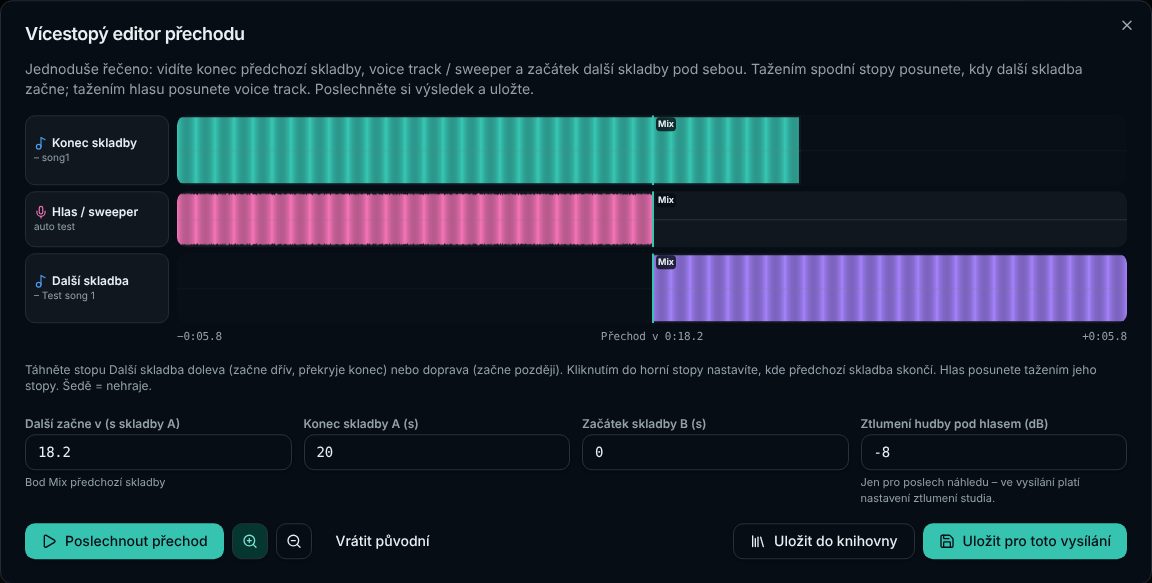 Vícestopý editor přechodu
Jednoduše řečeno: vidíte konec předchozí skladby, voice track / sweeper a začátek další skladby pod sebou. Tažením spodní stopy posunete, kdy další skladba
začne; tažením hlasu posunete voice track. Poslechněte si výsledek a uložte.
Konec skladby
– song1
Mix
Hlas / sweeper
auto test
Mix
Další skladba
– Test song 1
Mix
−0:05.8
Přechod v 0:18.2
+0:05.8
Táhněte stopu Další skladba doleva (začne dřív, překryje konec) nebo doprava (začne později). Kliknutím do horní stopy nastavíte, kde předchozí skladba skončí. Hlas posunete tažením jeho
stopy. Šedě = nehraje.
Další začne v (s skladby A)
Konec skladby A (s)
Začátek skladby B (s)
Ztlumení hudby pod hlasem (dB)
18.2
20
0
-8
Bod Mix předchozí skladby
Jen pro poslech náhledu – ve vysílání platí
nastavení ztlumení studia.
Poslechnout přechod
Vrátit původní
Uložit do knihovny
Uložit pro toto vysílání